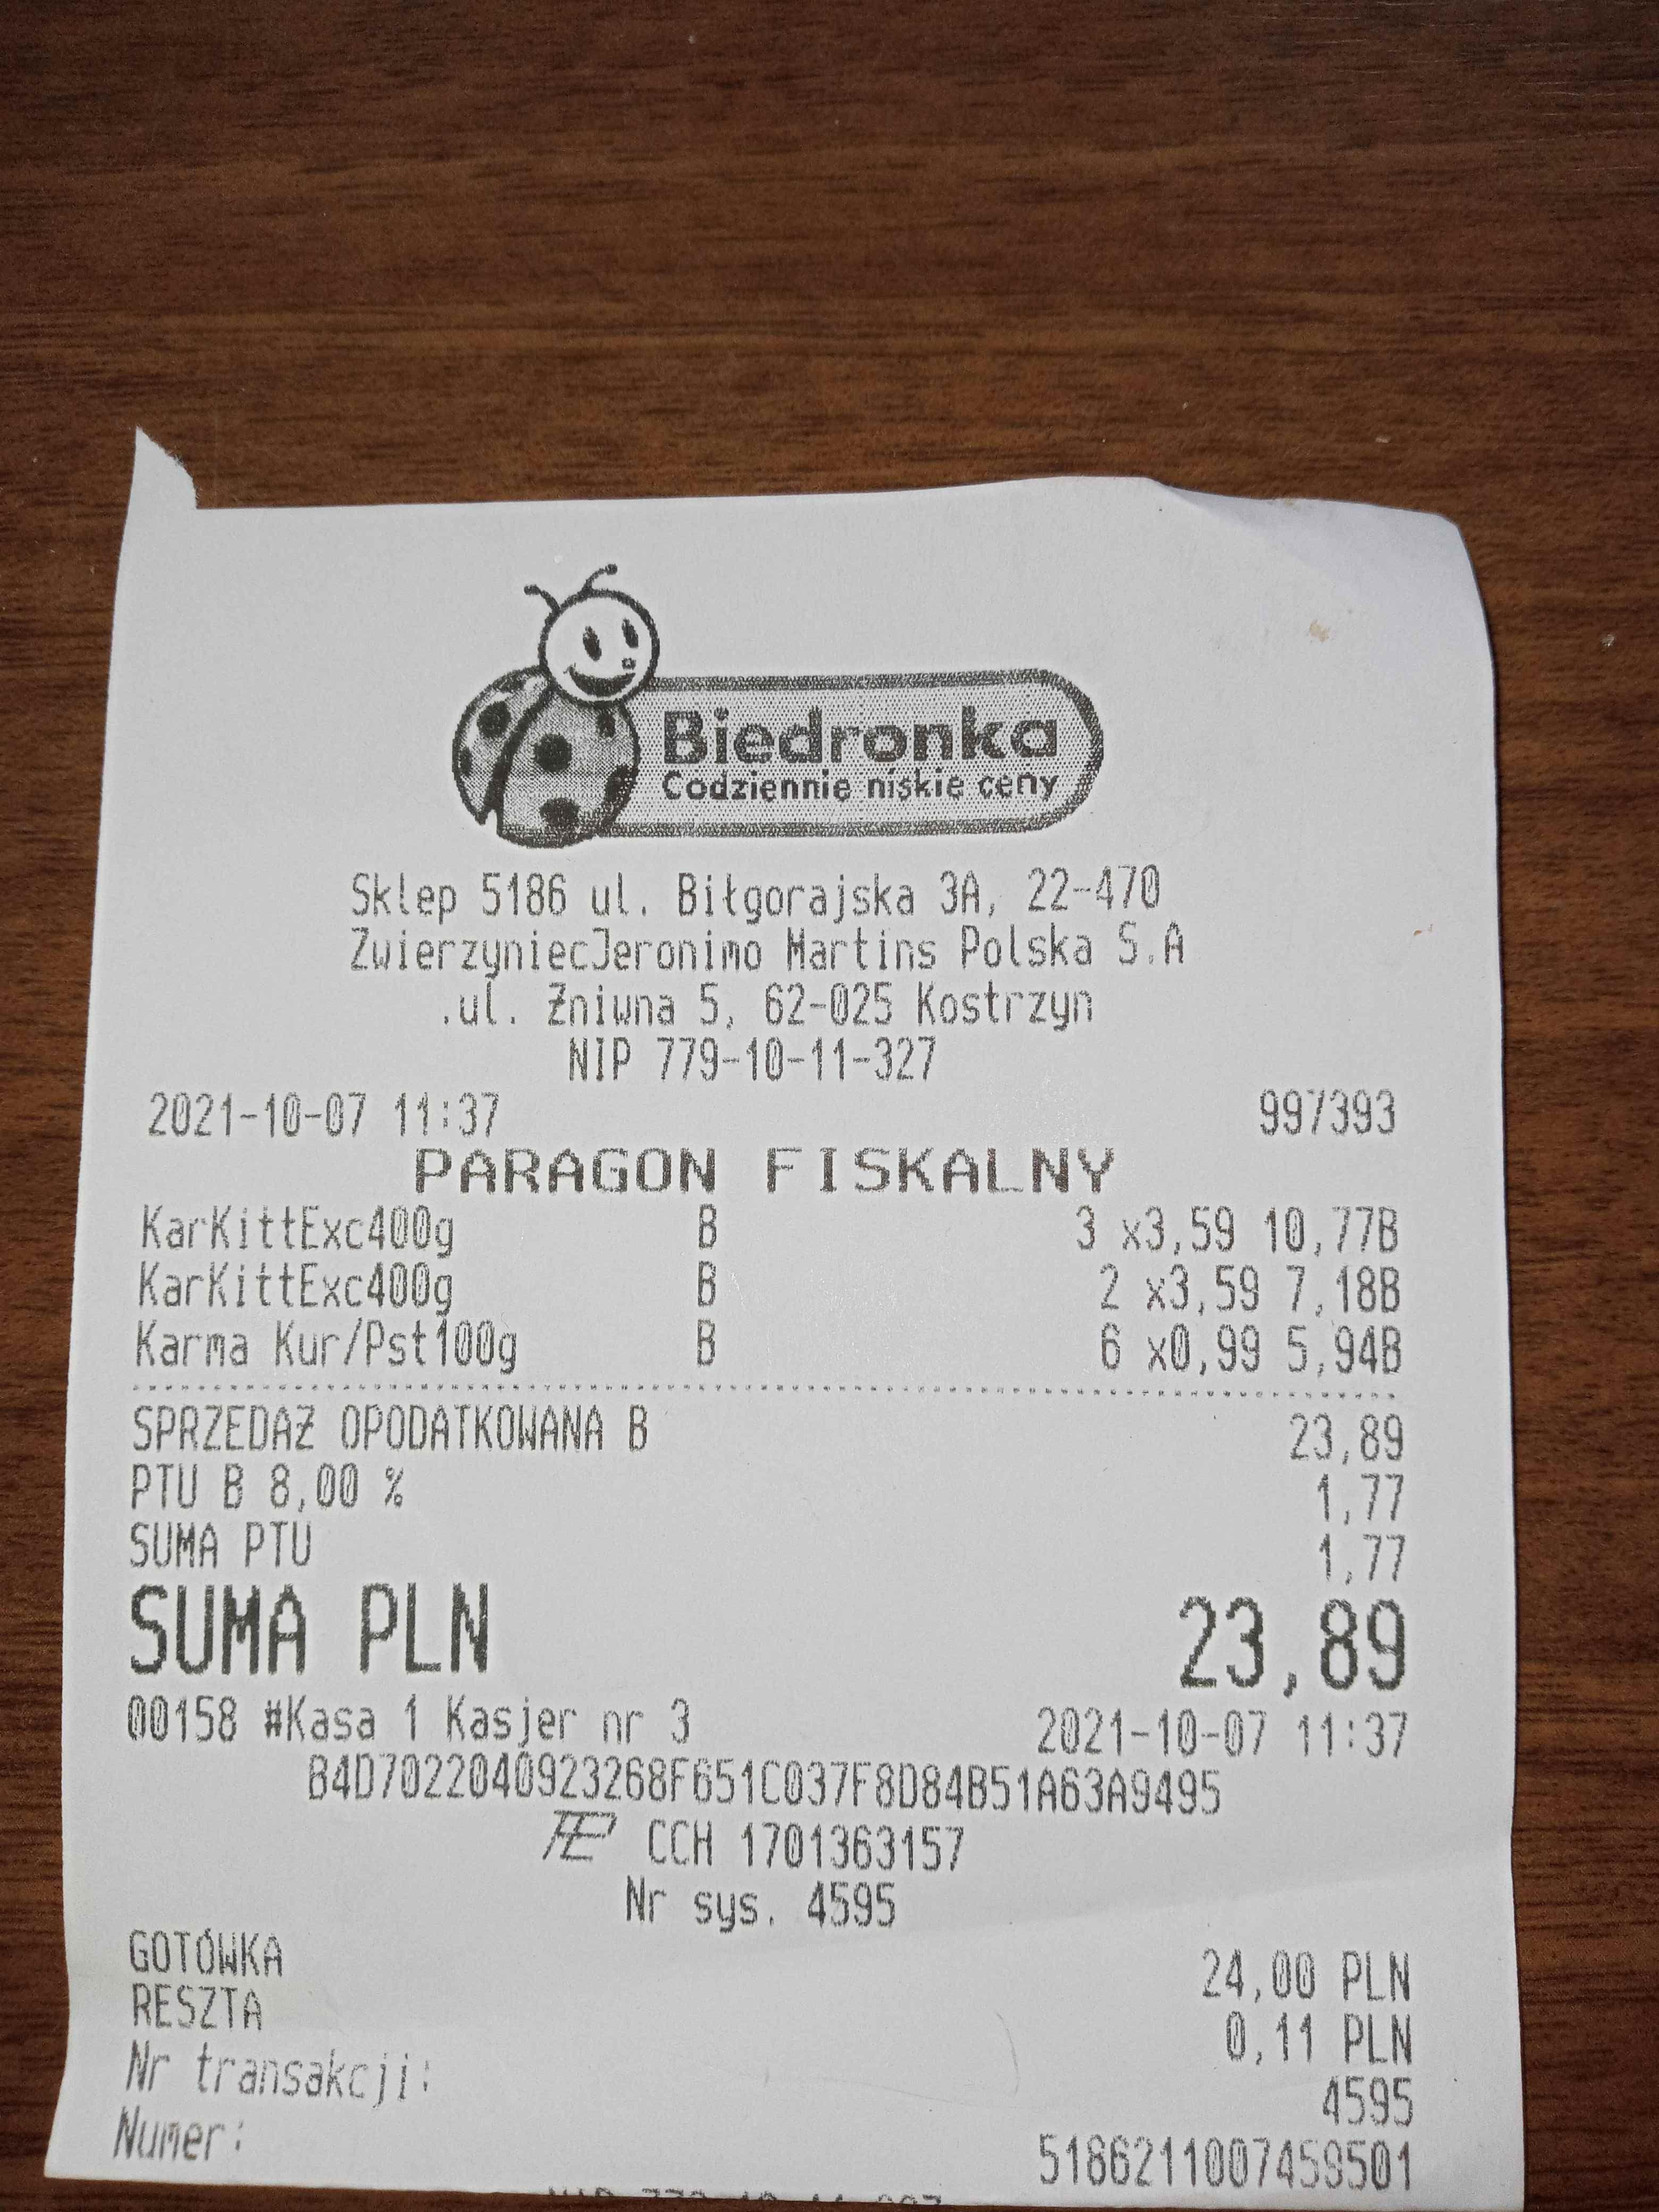 Biedronka
Codziennie niskie ceny
Sklep 5186 ul. Biłgorajska 3A, 22-470
ZwierzyniecJeronimo Martins Polska S.A
.ul. Żniwna 5, 62-025 Kostrzyn
NIP 779-10-11-327
2021-10-07 11:37 997393
PARAGON FISKALNY
KarKittExc400g B 3 x3,59 10,77B
KarKittExc400g B 2 x3,59 7,18B
Karma Kur/Pst100g B 6 x0,99 5,94B
SPRZEDAŻ OPODATKOWANA B 23,89
PTU B 8,00 % 1,77
SUMA PTU 1,77
SUMA PLN 23,89
00158 #Kasa 1 Kasjer nr 3 2021-10-07 11:37
B4D7022040923268F651C037F8D84B51A63A9495
CCH 1701363157
Nr sys. 4595
GOTÓWKA 24,00 PLN
RESZTA 0,11 PLN
Nr transakcji: 4595
Numer: 5186211007459501